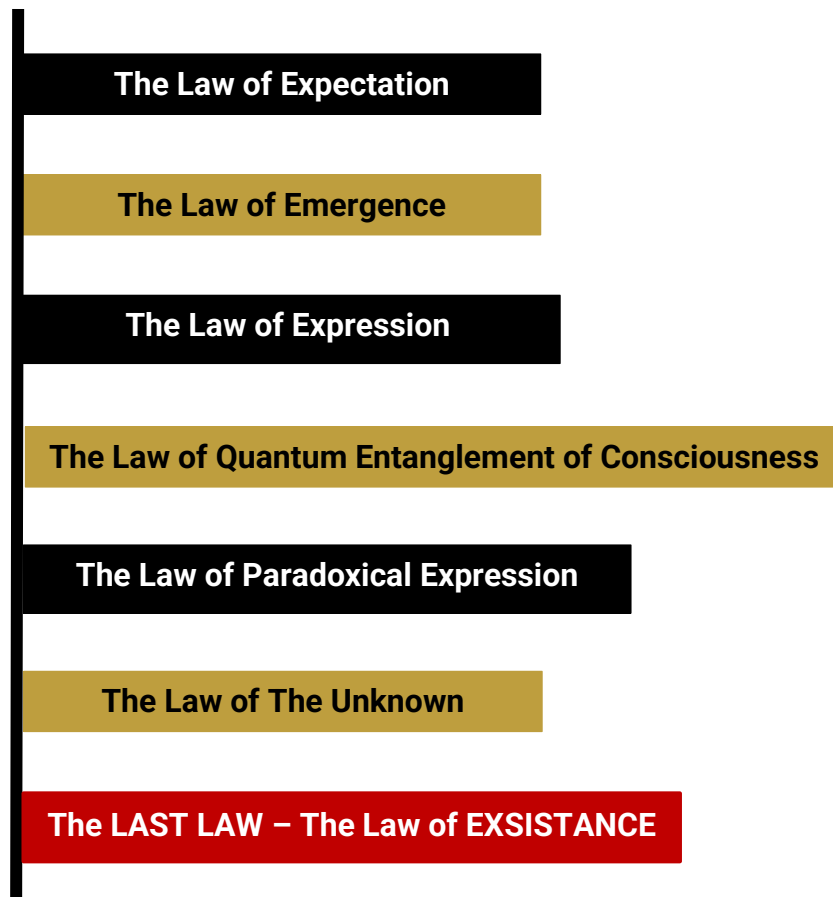 The Law of Expectation
The Law of Emergence
The Law of Expression
The Law of Quantum Entanglement of Consciousness
The Law of Paradoxical Expression
The Law of The Unknown
The LAST LAW – The Law of EXSISTANCE